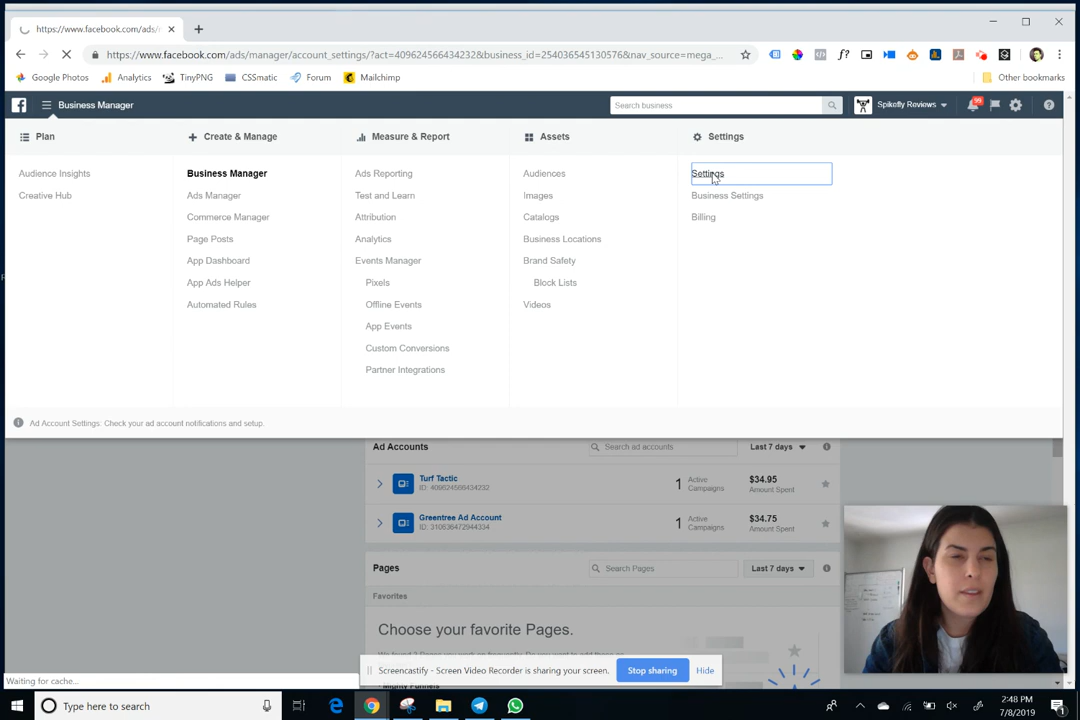 https://www.facebook.com/ads/
https://www.facebook.com/ads/manager/account_settings/?act=409624566434232&business_id=254036545130576&nav_source=mega_...
Google Photos
Analytics
TinyPNG
CSSmatic
Forum
Mailchimp
Other bookmarks
Business Manager
Search business
Spikefly Reviews
Plan
Create & Manage
Measure & Report
Assets
Settings
Audience Insights
Business Manager
Ads Reporting
Audiences
Settings
Creative Hub
Ads Manager
Test and Learn
Images
Business Settings
Commerce Manager
Attribution
Catalogs
Billing
Page Posts
Analytics
Business Locations
App Dashboard
Events Manager
Brand Safety
App Ads Helper
Pixels
Block Lists
Automated Rules
Offline Events
Videos
App Events
Custom Conversions
Partner Integrations
Ad Account Settings: Check your ad account notifications and setup.
Ad Accounts
Search ad accounts
Last 7 days
Turf Tactic
ID: 409624566434232
1
Active Campaigns
$34.95
Amount Spent
Greentree Ad Account
ID: 310636472944334
1
Active Campaigns
$34.75
Amount Spent
Pages
Search Pages
Last 7 days
Favorites
Choose your favorite Pages.
Screencastify - Screen Video Recorder is sharing your screen.
Stop sharing
Hide
Mighty Funnels
Waiting for cache...
Type here to search
2:48 PM
7/8/2019